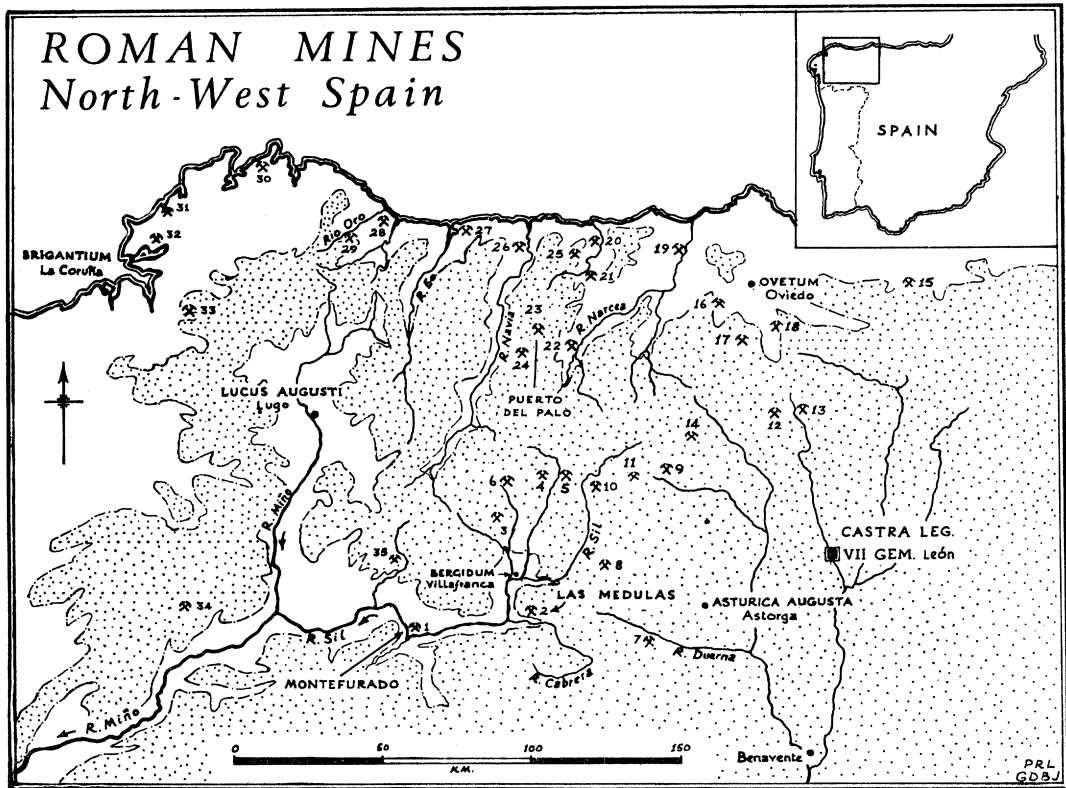 ROMAN MINES
North-West Spain
SPAIN
30
31
32
BRIGANTIUM
La Coruña
33
Rio Oro
29
28
27
R. Eo
26
25
20
21
19
23
R. Navia
24
22
R. Narcea
PUERTO
DEL PALO
OVETUM
Oviedo
15
16
17
18
LUCUS AUGUSTI
Lugo
12
13
14
6
4
5
10
11
9
3
R. Miño
R. Sil
CASTRA LEG.
VII GEM. León
35
8
BERGIDUM
Villafranca
LAS MEDULAS
2
ASTURICA AUGUSTA
Astorga
34
1
R. Sil
7
R. Duerna
MONTEFURADO
R. Cabrera
R. Miño
0 50 100 150
KM.
Benavente
PRL
GDBJ